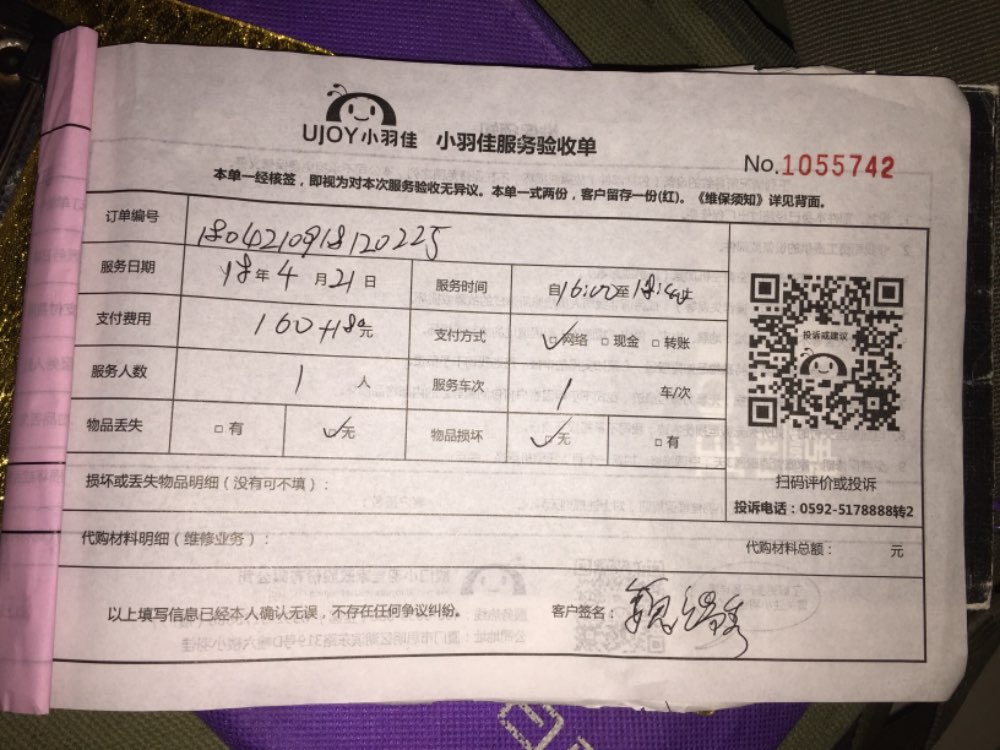 UJOY小羽佳 小羽佳服务验收单
No.1055742
本单一经核签，即视为对本次服务验收无异议。本单一式两份，客户留存一份(红)。《维保须知》详见背面。
订单编号 1804210918120225
服务日期 18年4月21日 服务时间 自16:00至18:
支付费用 160+180元 支付方式 ☑网络 □现金 □转账
服务人数 1 人 服务车次 1 车/次
物品丢失 □有 ☑无 物品损坏 ☑无 □有
投诉或建议
扫码评价或投诉
投诉电话：0592-5178888转2
损坏或丢失物品明细（没有可不填）：
代购材料明细（维修业务）： 代购材料总额： 元
以上填写信息已经本人确认无误，不存在任何争议纠纷。 客户签名：